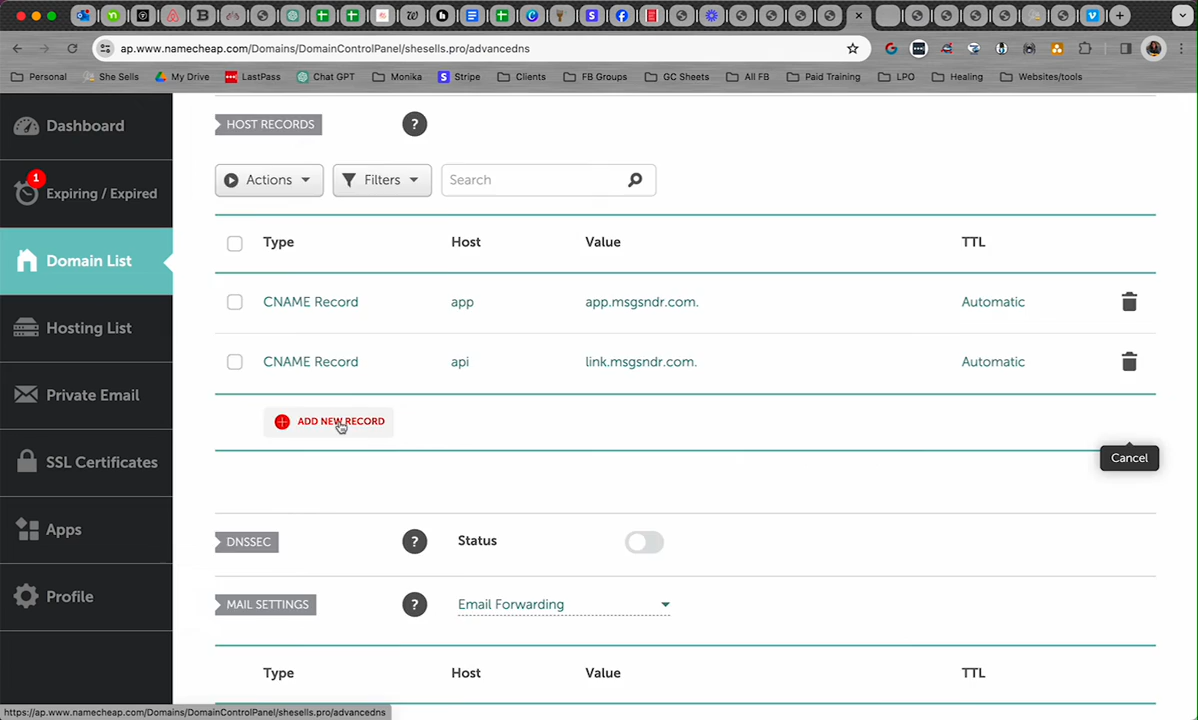 ap.www.namecheap.com/Domains/DomainControlPanel/shesells.pro/advancedns
Personal She Sells My Drive LastPass Chat GPT Monika Stripe Clients FB Groups GC Sheets All FB Paid Training LPO Healing Websites/tools
Dashboard
1
Expiring / Expired
Domain List
Hosting List
Private Email
SSL Certificates
Apps
Profile
HOST RECORDS ?
Actions Filters Search
Type Host Value TTL
CNAME Record app app.msgsndr.com. Automatic
CNAME Record api link.msgsndr.com. Automatic
ADD NEW RECORD
Cancel
DNSSEC ? Status
MAIL SETTINGS ? Email Forwarding
Type Host Value TTL
https://ap.www.namecheap.com/Domains/DomainControlPanel/shesells.pro/advancedns